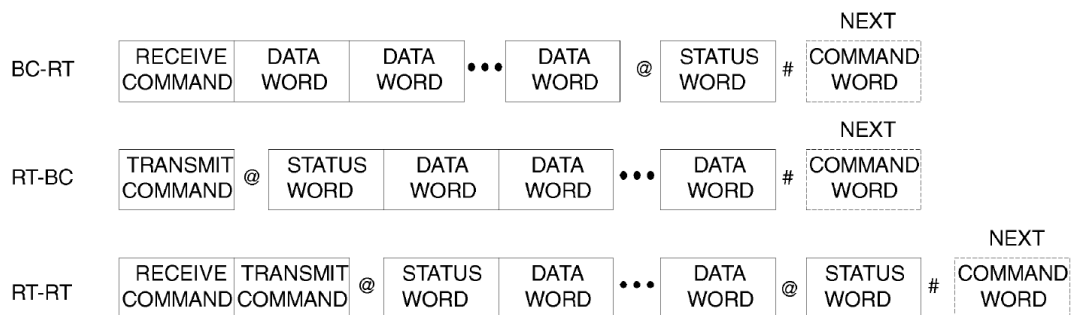 NEXT
BC-RT RECEIVE DATA DATA ••• DATA @ STATUS # COMMAND
COMMAND WORD WORD WORD WORD WORD
NEXT
RT-BC TRANSMIT @ STATUS DATA DATA ••• DATA # COMMAND
COMMAND WORD WORD WORD WORD WORD
NEXT
RT-RT RECEIVE TRANSMIT @ STATUS DATA ••• DATA @ STATUS # COMMAND
COMMAND COMMAND WORD WORD WORD WORD WORD